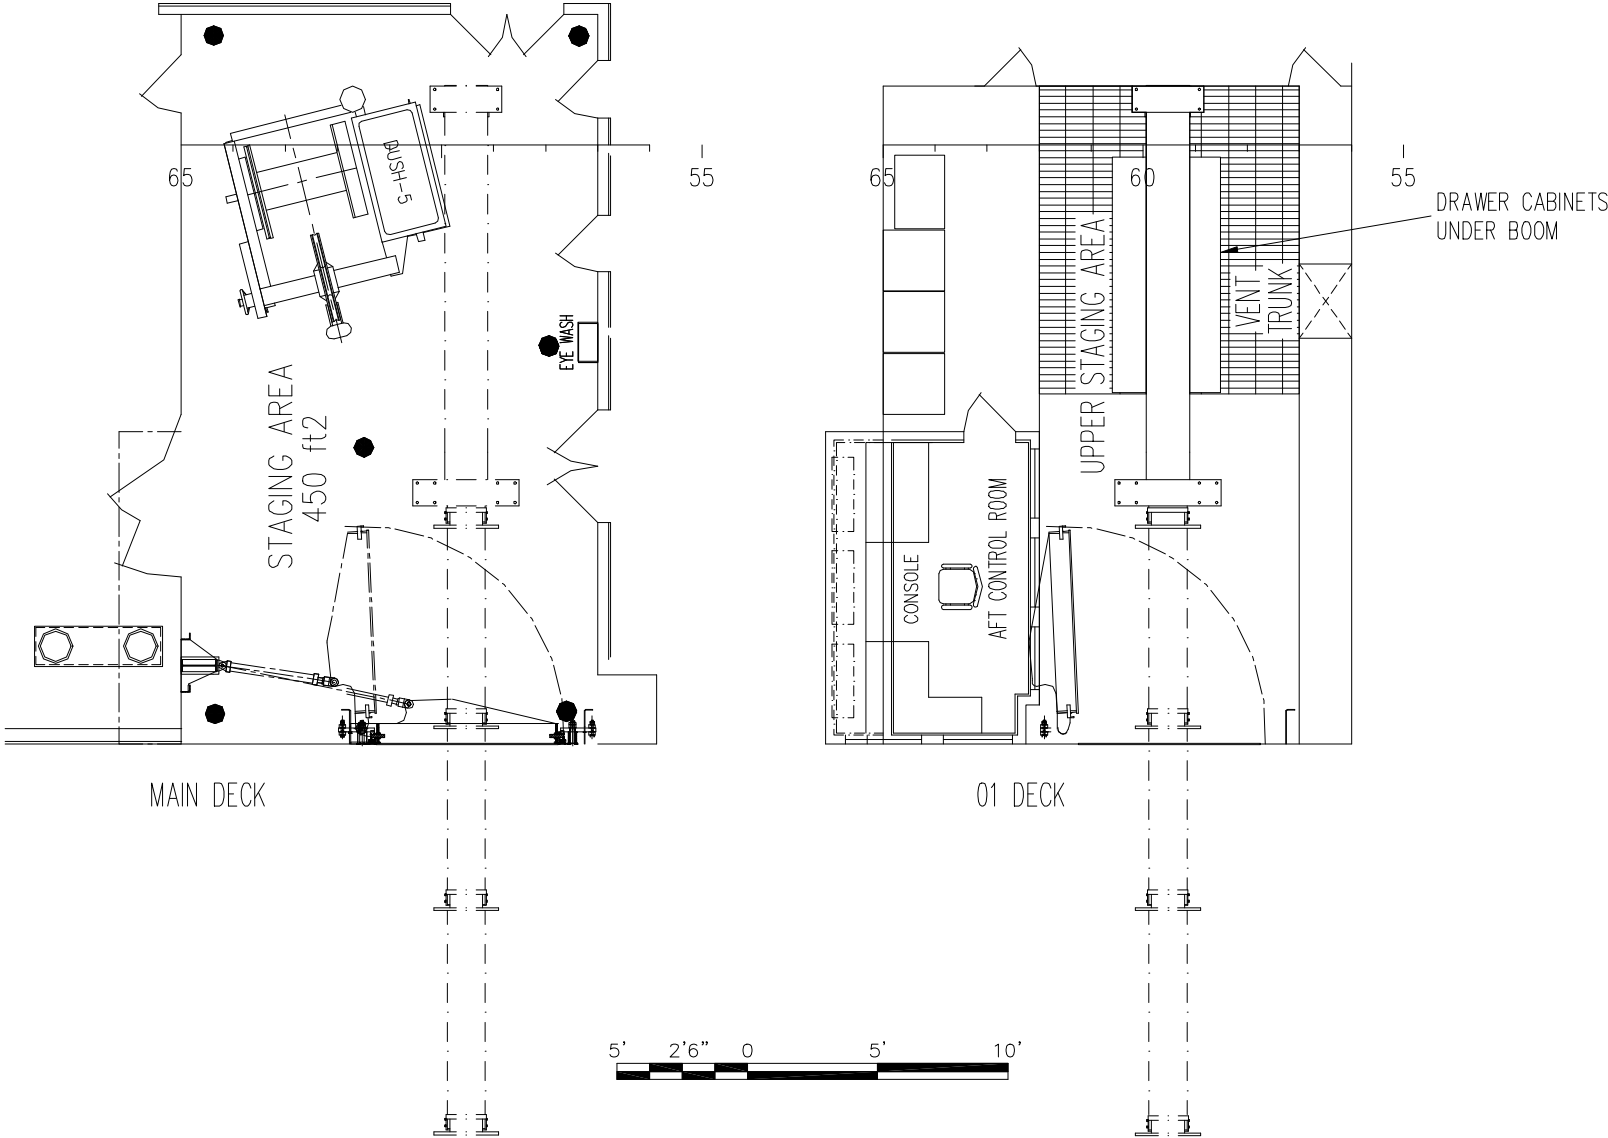 65
55
DUSH-5
EYE WASH
STAGING AREA
450 ft2
MAIN DECK
65
60
55
DRAWER CABINETS
UNDER BOOM
UPPER STAGING AREA
VENT
TRUNK
CONSOLE
AFT CONTROL ROOM
01 DECK
5' 2'6" 0 5' 10'